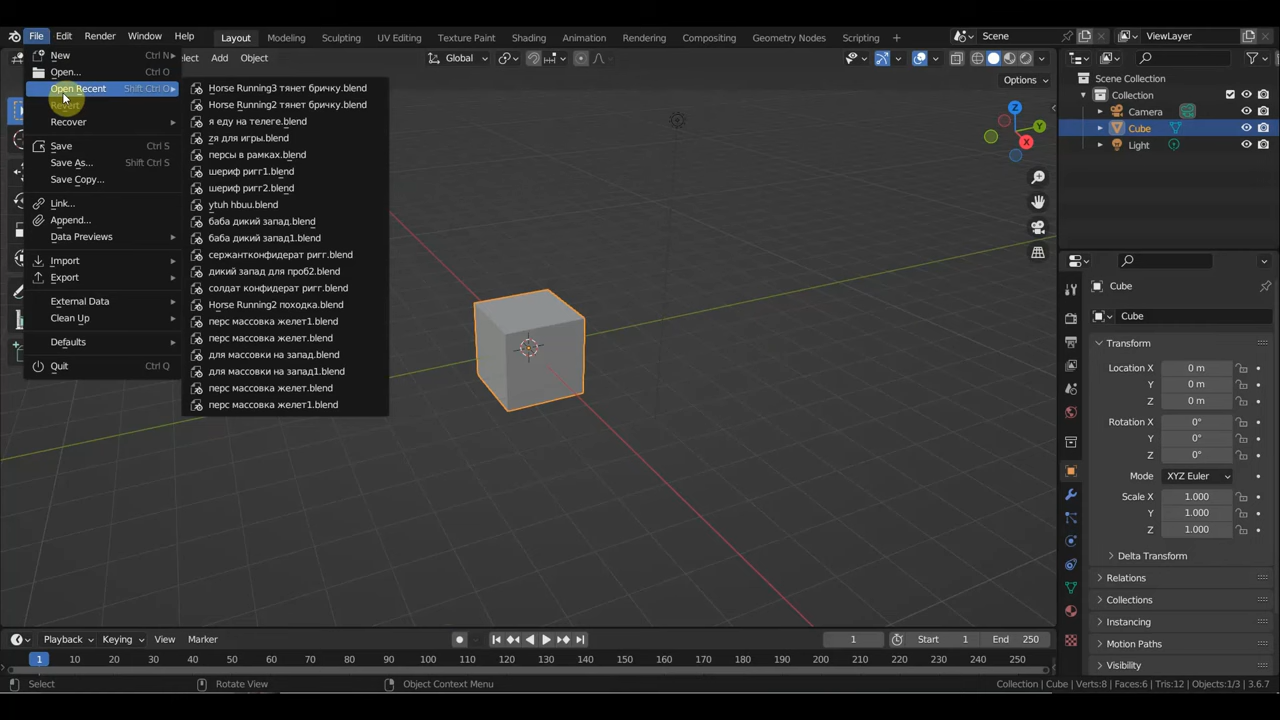 File Edit Render Window Help Layout Modeling Sculpting UV Editing Texture Paint Shading Animation Rendering Compositing Geometry Nodes Scripting Scene ViewLayer
New Ctrl N
Open... Ctrl O
Open Recent Shift Ctrl O
Revert
Recover
Save Ctrl S
Save As... Shift Ctrl S
Save Copy...
Link...
Append...
Data Previews
Import
Export
External Data
Clean Up
Defaults
Quit Ctrl Q
Horse Running3 тянет бричку.blend
Horse Running2 тянет бричку.blend
я еду на телеге.blend
zя для игры.blend
персы в рамках.blend
шериф ригг1.blend
шериф ригг2.blend
ytuh hbuu.blend
баба дикий запад.blend
баба дикий запад1.blend
сержантконфидерат ригг.blend
дикий запад для проб2.blend
солдат конфидерат ригг.blend
Horse Running2 походка.blend
перс массовка желет1.blend
перс массовка желет.blend
для массовки на запад.blend
для массовки на запад1.blend
перс массовка желет.blend
перс массовка желет1.blend
Add Object Global
Options
Scene Collection
Collection
Camera
Cube
Light
Cube
Cube
Transform
Location X 0 m
Y 0 m
Z 0 m
Rotation X 0°
Y 0°
Z 0°
Mode XYZ Euler
Scale X 1.000
Y 1.000
Z 1.000
Delta Transform
Relations
Collections
Instancing
Motion Paths
Visibility
X
Y
Z
Playback Keying View Marker 1 Start 1 End 250
1 10 20 30 40 50 60 70 80 90 100 110 120 130 140 150 160 170 180 190 200 210 220 230 240 250
Select Rotate View Object Context Menu Collection | Cube | Verts:8 | Faces:6 | Tris:12 | Objects:1/3 | 3.6.7